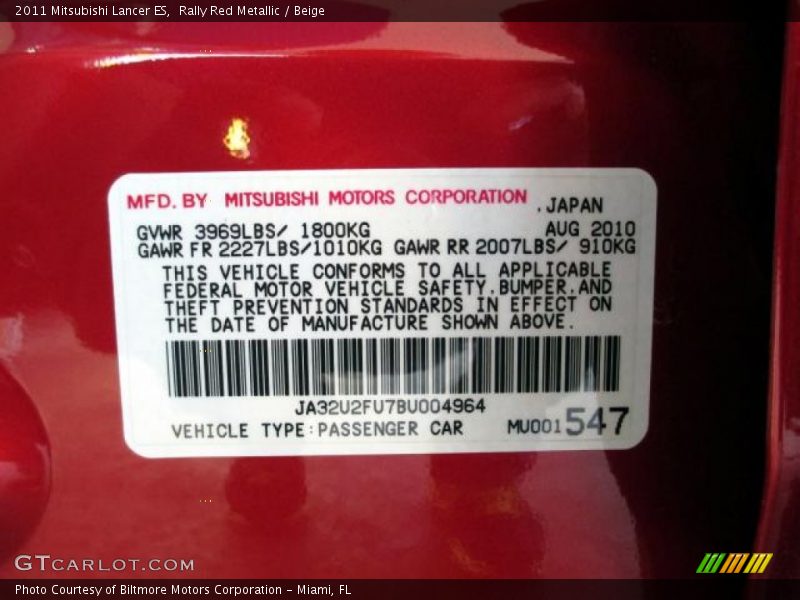 2011 Mitsubishi Lancer ES,  Rally Red Metallic / Beige
MFD. BY MITSUBISHI MOTORS CORPORATION , JAPAN
GVWR 3969LBS/ 1800KG AUG 2010
GAWR FR 2227LBS/1010KG GAWR RR 2007LBS/ 910KG
THIS VEHICLE CONFORMS TO ALL APPLICABLE
FEDERAL MOTOR VEHICLE SAFETY.BUMPER.AND
THEFT PREVENTION STANDARDS IN EFFECT ON
THE DATE OF MANUFACTURE SHOWN ABOVE.
JA32U2FU7BU004964
VEHICLE TYPE:PASSENGER CAR MU001547
GTCARLOT.COM
Photo Courtesy of Biltmore Motors Corporation - Miami, FL